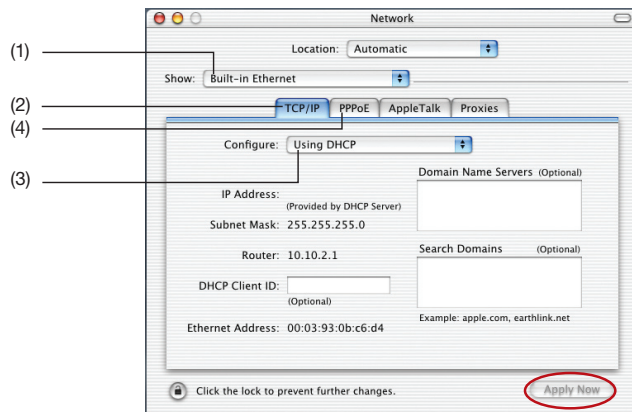 Network
Location: Automatic
(1)
Show: Built-in Ethernet
(2)
TCP/IP PPPoE AppleTalk Proxies
(4)
Configure: Using DHCP
(3)
Domain Name Servers (Optional)
IP Address:
(Provided by DHCP Server)
Subnet Mask: 255.255.255.0
Router: 10.10.2.1
Search Domains (Optional)
DHCP Client ID:
(Optional)
Example: apple.com, earthlink.net
Ethernet Address: 00:03:93:0b:c6:d4
Click the lock to prevent further changes.
Apply Now